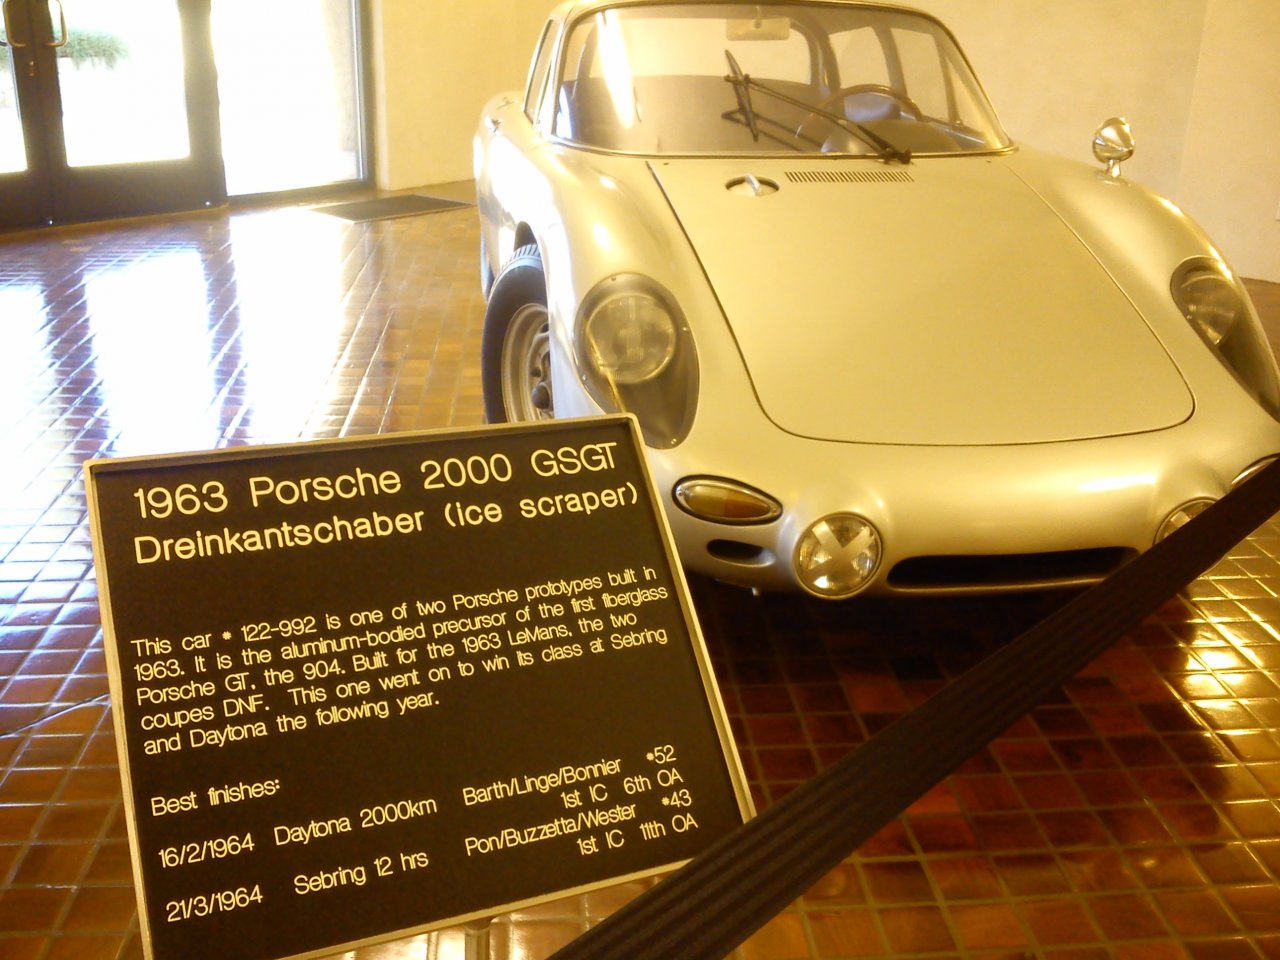 1963 Porsche 2000 GSGT
Dreinkantschaber (ice scraper)
This car * 122-992 is one of two Porsche prototypes built in
1963. It is the aluminum-bodied precursor of the first fiberglass
Porsche GT, the 904. Built for the 1963 LeMans, the two
coupes DNF. This one went on to win its class at Sebring
and Daytona the following year.
Best finishes:
16/2/1964 Daytona 2000km Barth/Linge/Bonnier *52
1st IC 6th OA
21/3/1964 Sebring 12 hrs Pon/Buzzetta/Wester *43
1st IC 11th OA